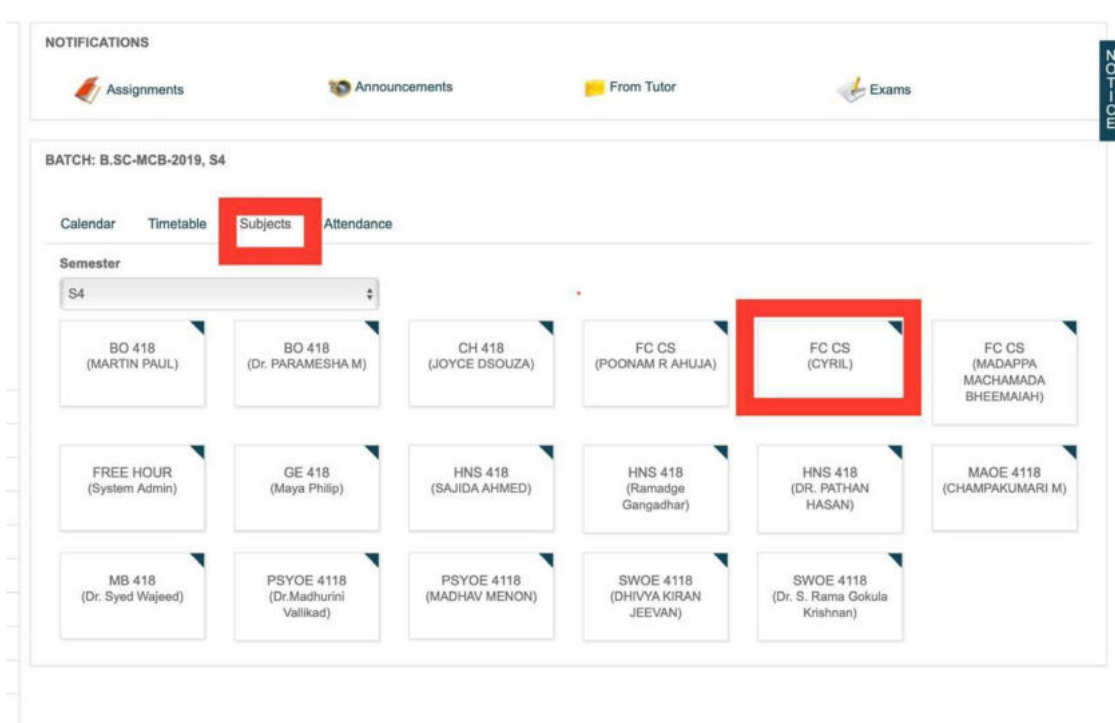 NOTIFICATIONS
Assignments
Announcements
From Tutor
Exams
NOTICE
BATCH: B.SC-MCB-2019, S4
Calendar
Timetable
Subjects
Attendance
Semester
S4
BO 418
(MARTIN PAUL)
BO 418
(Dr. PARAMESHA M)
CH 418
(JOYCE DSOUZA)
FC CS
(POONAM R AHUJA)
FC CS
(CYRIL)
FC CS
(MADAPPA
MACHAMADA
BHEEMAIAH)
FREE HOUR
(System Admin)
GE 418
(Maya Philip)
HNS 418
(SAJIDA AHMED)
HNS 418
(Ramadge
Gangadhar)
HNS 418
(DR. PATHAN
HASAN)
MAOE 4118
(CHAMPAKUMARI M)
MB 418
(Dr. Syed Wajeed)
PSYOE 4118
(Dr.Madhurini
Vallikad)
PSYOE 4118
(MADHAV MENON)
SWOE 4118
(DHIVYA KIRAN
JEEVAN)
SWOE 4118
(Dr. S. Rama Gokula
Krishnan)